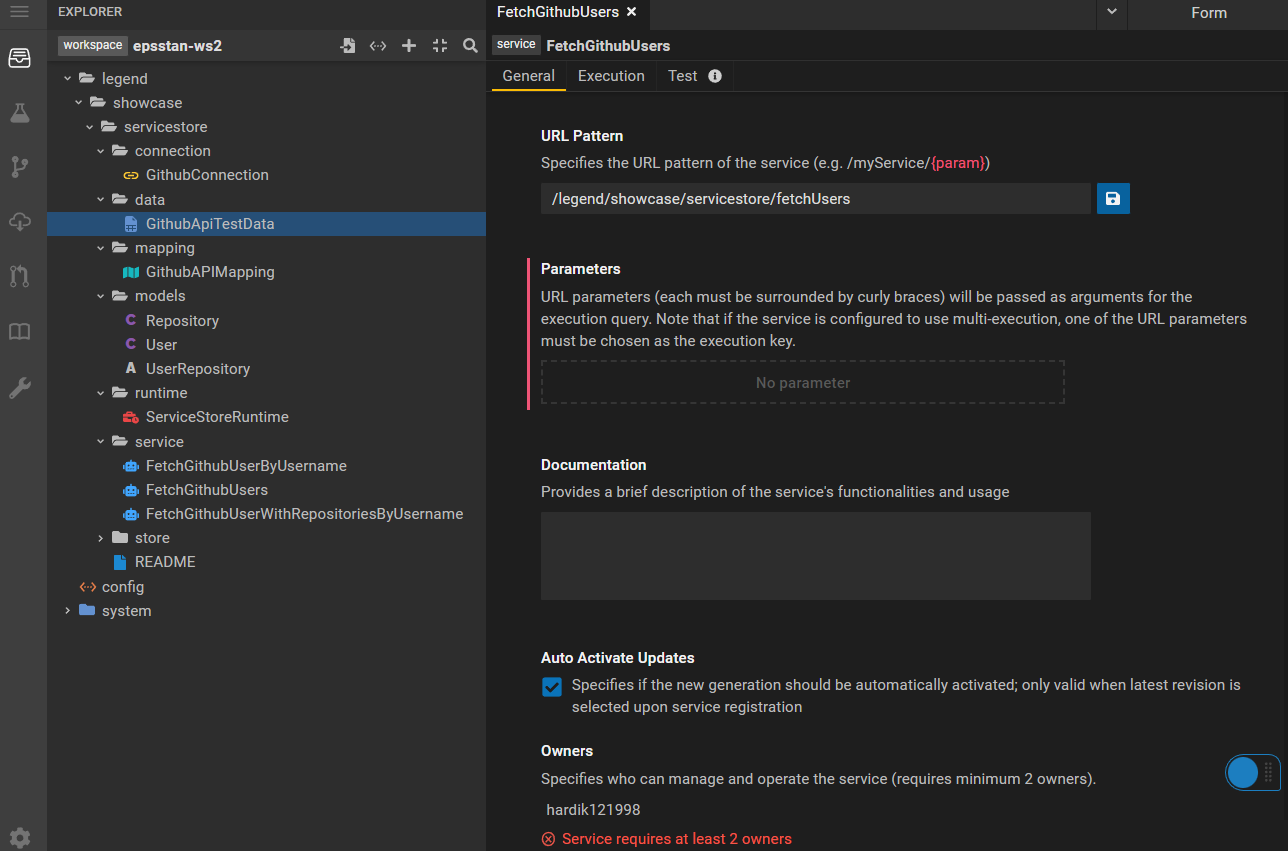 EXPLORER
workspace epsstan-ws2
legend
showcase
servicestore
connection
GithubConnection
data
GithubApiTestData
mapping
GithubAPIMapping
models
C Repository
C User
A UserRepository
runtime
ServiceStoreRuntime
service
FetchGithubUserByUsername
FetchGithubUsers
FetchGithubUserWithRepositoriesByUsername
store
README
config
system
FetchGithubUsers
Form
service FetchGithubUsers
General Execution Test
URL Pattern
Specifies the URL pattern of the service (e.g. /myService/{param})
/legend/showcase/servicestore/fetchUsers
Parameters
URL parameters (each must be surrounded by curly braces) will be passed as arguments for the
execution query. Note that if the service is configured to use multi-execution, one of the URL parameters
must be chosen as the execution key.
No parameter
Documentation
Provides a brief description of the service's functionalities and usage
Auto Activate Updates
Specifies if the new generation should be automatically activated; only valid when latest revision is
selected upon service registration
Owners
Specifies who can manage and operate the service (requires minimum 2 owners).
hardik121998
Service requires at least 2 owners